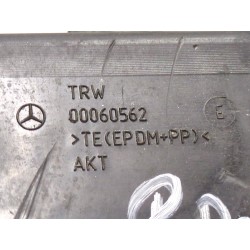 TRW
00060562
E
>TE(EPDM+PP)<
AKT